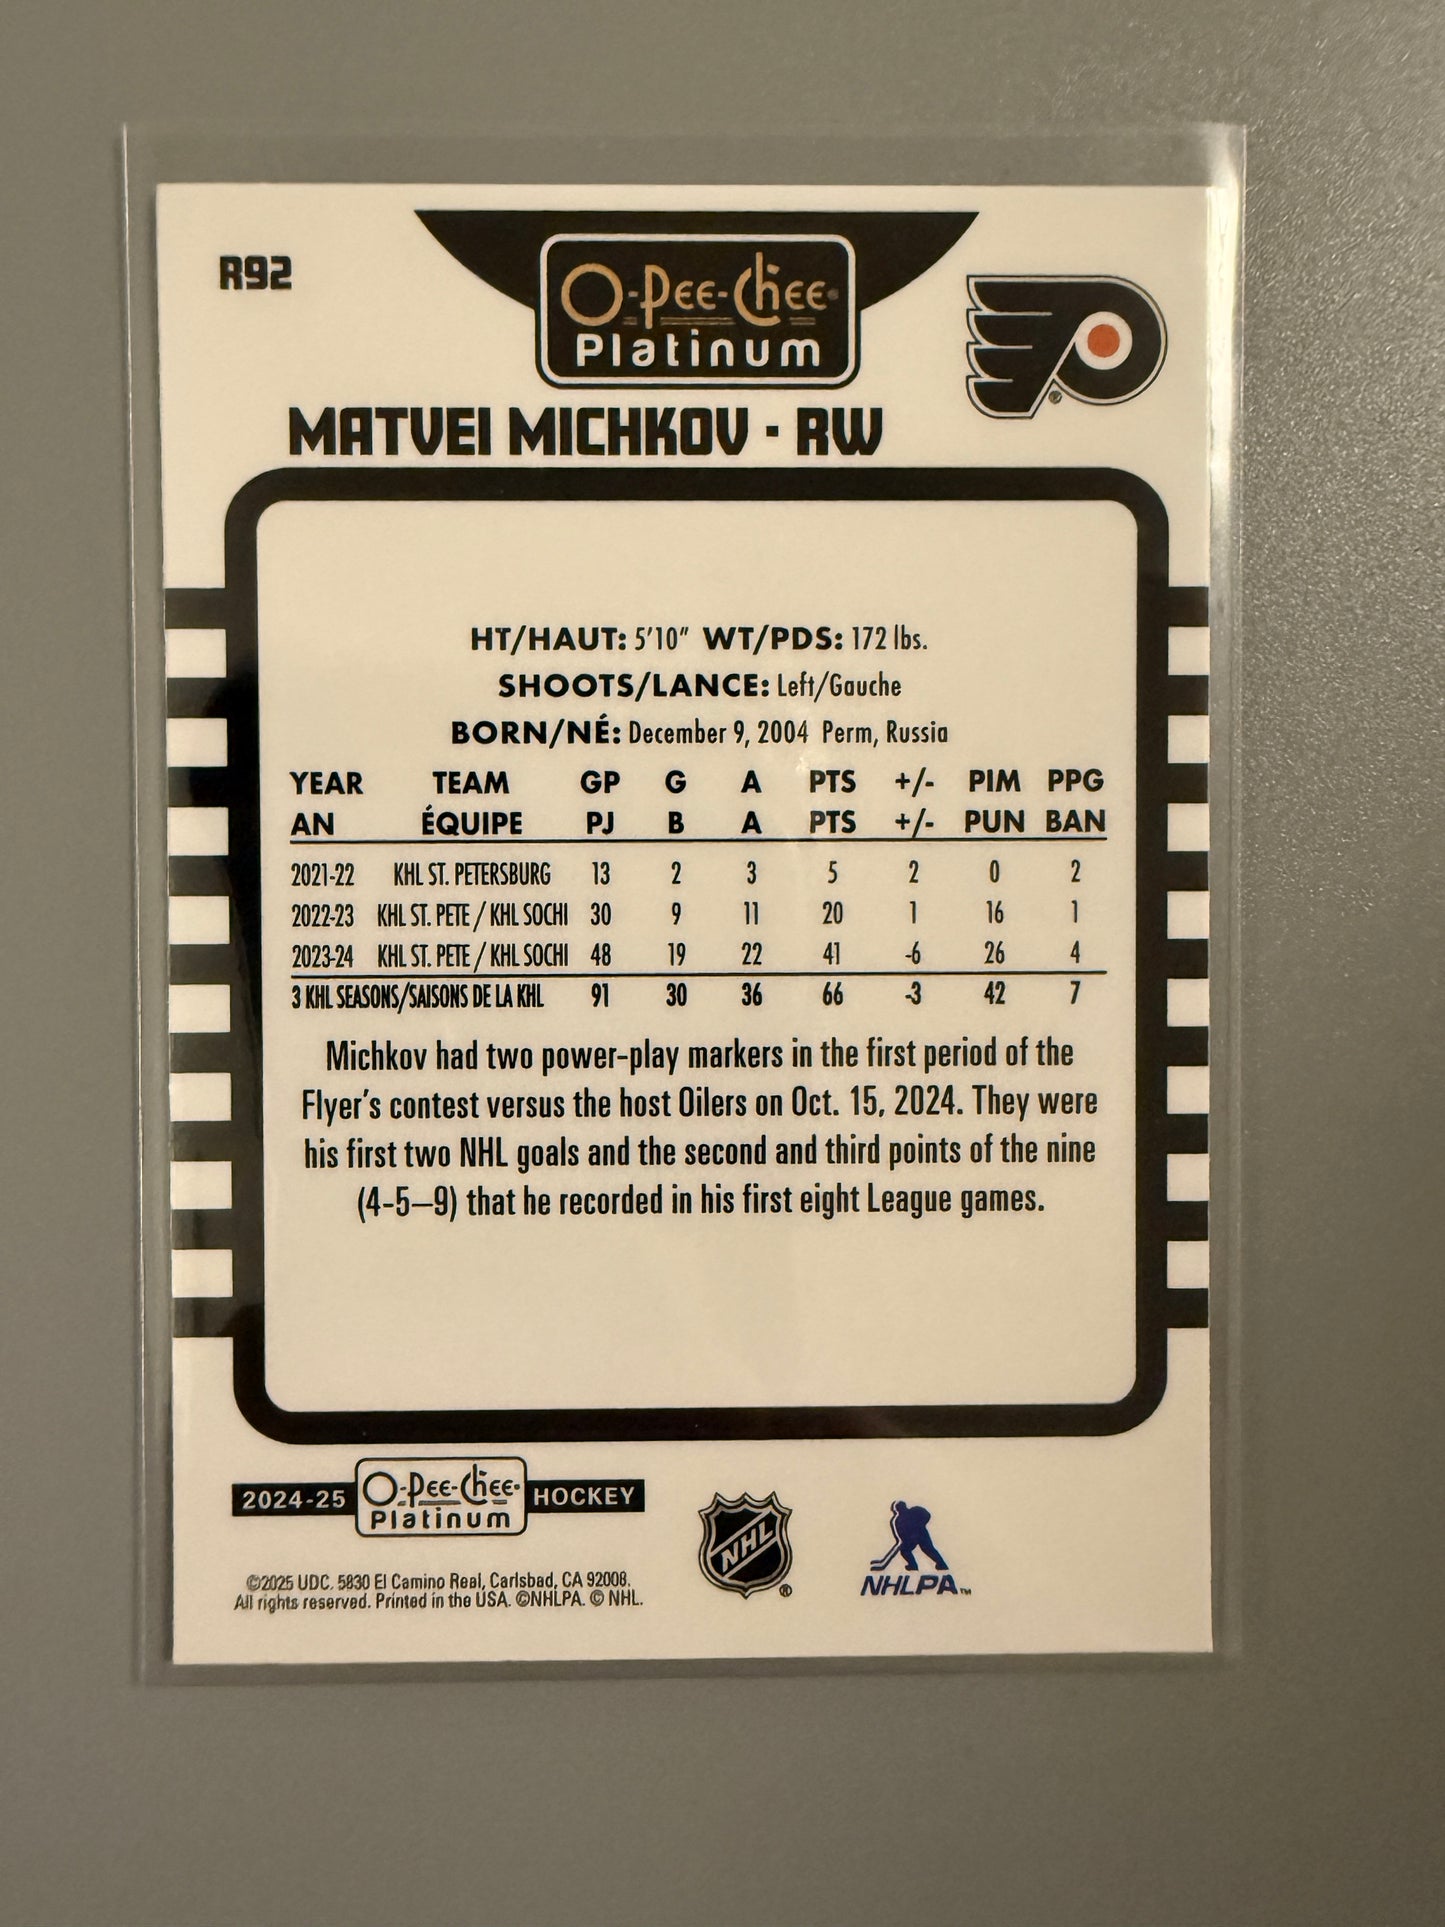 R92
O-Pee-Chee
Platinum
MATVEI MICHKOV · RW
HT/HAUT: 5'10" WT/PDS: 172 lbs.
SHOOTS/LANCE: Left/Gauche
BORN/NÉ: December 9, 2004 Perm, Russia
YEAR TEAM GP G A PTS +/- PIM PPG
AN ÉQUIPE PJ B A PTS +/- PUN BAN
2021-22 KHL ST. PETERSBURG 13 2 3 5 2 0 2
2022-23 KHL ST. PETE / KHL SOCHI 30 9 11 20 1 16 1
2023-24 KHL ST. PETE / KHL SOCHI 48 19 22 41 -6 26 4
3 KHL SEASONS/SAISONS DE LA KHL 91 30 36 66 -3 42 7
Michkov had two power-play markers in the first period of the
Flyer's contest versus the host Oilers on Oct. 15, 2024. They were
his first two NHL goals and the second and third points of the nine
(4-5–9) that he recorded in his first eight League games.
2024-25 O-Pee-Chee HOCKEY
Platinum
©2025 UDC. 5830 El Camino Real, Carlsbad, CA 92008.
All rights reserved. Printed in the USA. ©NHLPA. © NHL.
NHL ®
NHLPA™